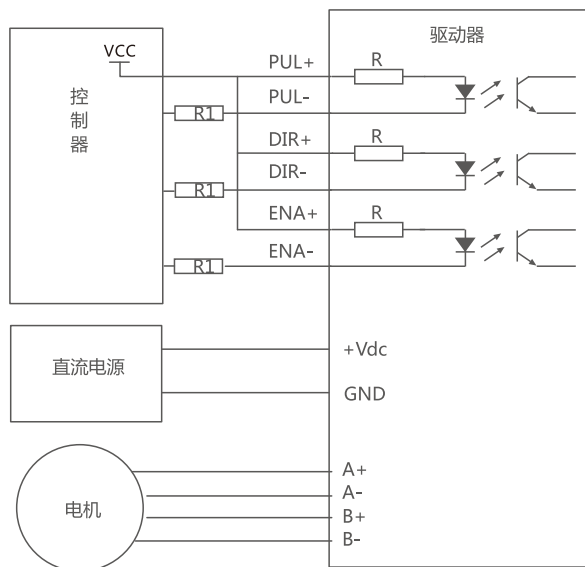 驱动器
VCC
PUL+
R
控制器
PUL-
R1
DIR+
R
DIR-
R1
ENA+
R
ENA-
R1
直流电源
+Vdc
GND
电机
A+
A-
B+
B-